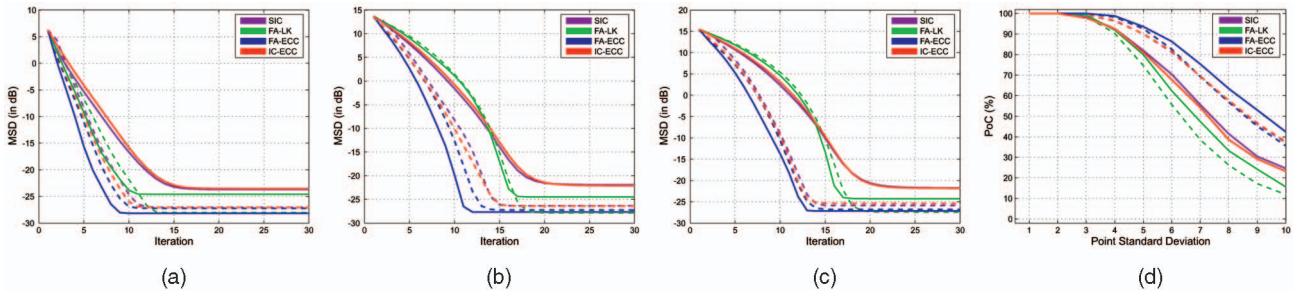 SIC
FA-LK
FA-ECC
IC-ECC
MSD (in dB)
10
5
0
-5
-10
-15
-20
-25
-30
0 5 10 15 20 25 30
Iteration
(a)
SIC
FA-LK
FA-ECC
IC-ECC
MSD (in dB)
15
10
5
0
-5
-10
-15
-20
-25
-30
0 5 10 15 20 25 30
Iteration
(b)
SIC
FA-LK
FA-ECC
IC-ECC
MSD (in dB)
20
15
10
5
0
-5
-10
-15
-20
-25
-30
0 5 10 15 20 25 30
Iteration
(c)
SIC
FA-LK
FA-ECC
IC-ECC
PoC (%)
100
90
80
70
60
50
40
30
20
10
0
1 2 3 4 5 6 7 8 9 10
Point Standard Deviation
(d)